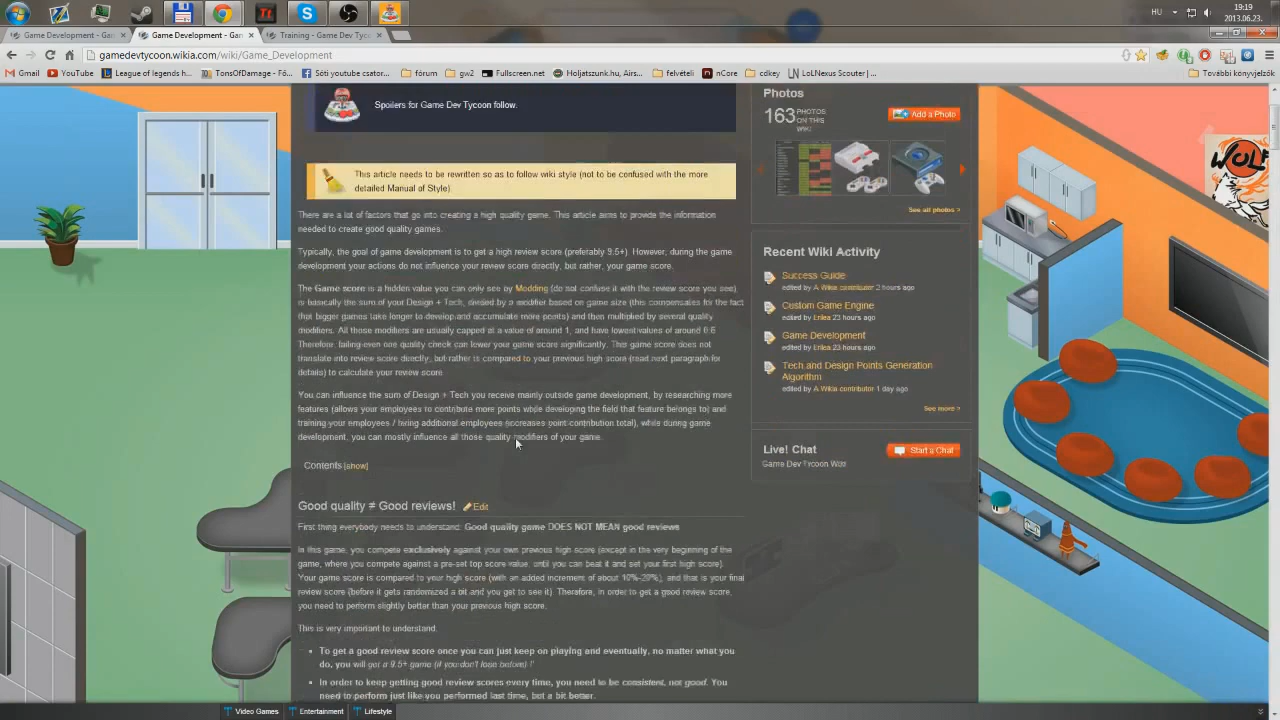 HU
19:19
2013.06.23.
Game Development - Ga
Game Development - Gan
Training - Game Dev Tyco
gamedevtycoon.wikia.com/wiki/Game_Development
Gmail
YouTube
League of legends h...
TonsOfDamage - Fő...
Soti youtube csator...
fórum
gw2
Fullscreen.net
Holjatszunk.hu, Airs...
felvételi
nCore
cdkey
LoLNexus Scouter |...
További könyvjelzők
Spoilers for Game Dev Tycoon follow.
This article needs to be rewritten so as to follow wiki style (not to be confused with the more
detailed Manual of Style).
There are a lot of factors that go into creating a high quality game. This article aims to provide the information
needed to create good quality games.
Typically, the goal of game development is to get a high review score (preferably 9.5+). However, during the game
development your actions do not influence your review score directly, but rather, your game score.
The Game score is a hidden value you can only see by Modding (do not confuse it with the review score you see),
is basically the sum of your Design + Tech, divided by a modifier based on game size (this compensates for the fact
that bigger games take longer to develop and accumulate more points) and then multiplied by several quality
modifiers. All those modifiers are usually capped at a value of around 1, and have lowest values of around 0.6
Therefore, failing even one quality check can lower your game score significantly. This game score does not
translate into review score directly, but rather to compared to your previous high score (read next paragraph for
details) to calculate your review score.
You can influence the sum of Design + Tech you receive mainly outside game development, by researching more
features (allows your employees to contribute more points while developing the field that feature belongs to) and
training your employees / hiring additional employees (increases point contribution total), while during game
development, you can mostly influence all those quality modifiers of your game.
Contents [show]
Good quality ≠ Good reviews! Edit
First thing everybody needs to understand: Good quality game DOES NOT MEAN good reviews
In this game, you compete exclusively against your own previous high score (except in the very beginning of the
game, where you compete against a pre-set top score value, until you can beat it and set your first high score).
Your game score is compared to your high score (with an added increment of about 10%-20%), and that is your final
review score (before it gets randomized a bit and you get to see it). Therefore, in order to get a good review score,
you need to perform slightly better than your previous high score.
This is very important to understand.
To get a good review score once you can just keep on playing and eventually, no matter what you
do, you will get a 9.5+ game (if you don't lose before) !'
In order to keep getting good review scores every time, you need to be consistent, not good. You
need to perform just like you performed last time, but a bit better.
Photos
163 PHOTOS
ON THIS
WIKI
Add a Photo
See all photos >
Recent Wiki Activity
Success Guide
edited by A Wikia contributor 2 hours ago
Custom Game Engine
edited by Erilea 23 hours ago
Game Development
edited by Erilea 23 hours ago
Tech and Design Points Generation
Algorithm
edited by A Wikia contributor 1 day ago
See more >
Live! Chat
Start a Chat
Game Dev Tycoon Wiki
Video Games
Entertainment
Lifestyle